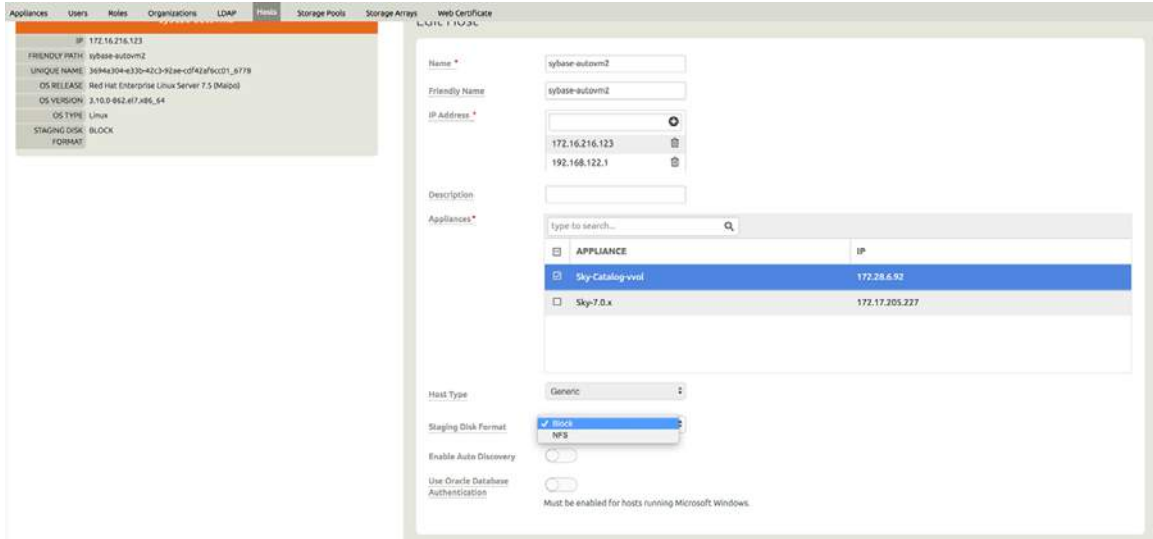 Appliances Users Roles Organizations LDAP Hosts Storage Pools Storage Arrays Web Certificate
sybase-autovm2
IP 172.16.216.123
FRIENDLY PATH sybase-autovm2
UNIQUE NAME 3694a304-e33b-42c3-92ae-cdf42af6cc01_6778
OS RELEASE Red Hat Enterprise Linux Server 7.5 (Maipo)
OS VERSION 3.10.0-862.el7.x86_64
OS TYPE Linux
STAGING DISK FORMAT BLOCK
Edit Host
Name * sybase-autovm2
Friendly Name sybase-autovm2
IP Address *
172.16.216.123
192.168.122.1
Description
Appliances* type to search...
APPLIANCE IP
Sky-Catalog-vvol 172.28.6.92
Sky-7.0.x 172.17.205.227
Host Type Generic
Staging Disk Format ✓ Block
NFS
Enable Auto Discovery
Use Oracle Database
Authentication
Must be enabled for hosts running Microsoft Windows.